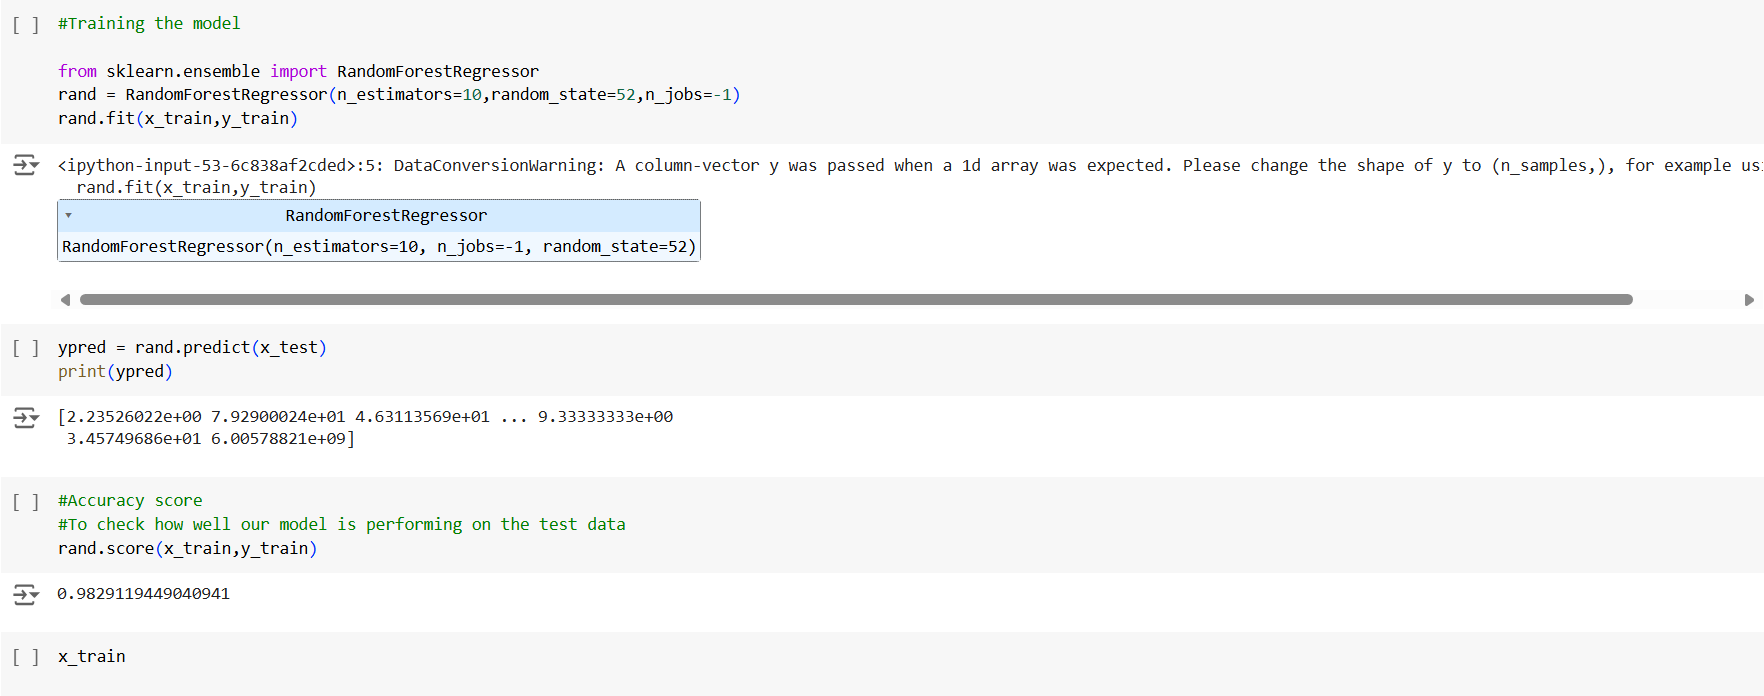 [ ] #Training the model
from sklearn.ensemble import RandomForestRegressor
rand = RandomForestRegressor(n_estimators=10,random_state=52,n_jobs=-1)
rand.fit(x_train,y_train)
<ipython-input-53-6c838af2cded>:5: DataConversionWarning: A column-vector y was passed when a 1d array was expected. Please change the shape of y to (n_samples,), for example
rand.fit(x_train,y_train)
RandomForestRegressor
RandomForestRegressor(n_estimators=10, n_jobs=-1, random_state=52)
[ ] ypred = rand.predict(x_test)
print(ypred)
[2.23526022e+00 7.92900024e+01 4.63113569e+01 ... 9.33333333e+00
3.45749686e+01 6.00578821e+09]
[ ] #Accuracy score
#To check how well our model is performing on the test data
rand.score(x_train,y_train)
0.9829119449040941
[ ] x_train